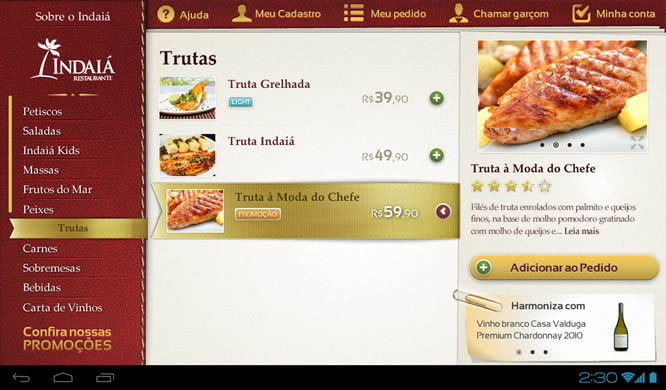 Sobre o Indaiá
Ajuda
Meu Cadastro
Meu pedido
Chamar garçom
Minha conta
INDAIÁ
RESTAURANTE
Petiscos
Saladas
Indaiá Kids
Massas
Frutos do Mar
Peixes
Trutas
Carnes
Sobremesas
Bebidas
Carta de Vinhos
Confira nossas
PROMOÇÕES
Trutas
Truta Grelhada
LIGHT
R$39,90
Truta Indaiá
R$49,90
Truta à Moda do Chefe
PROMOÇÃO
R$59,90
Truta à Moda do Chefe
Filés de truta enrolados com palmito e queijos
finos, na base de molho pomodoro gratinado
com molho de queijos e... Leia mais
Adicionar ao Pedido
Harmoniza com
Vinho branco Casa Valduga
Premium Chardonnay 2010
2:30